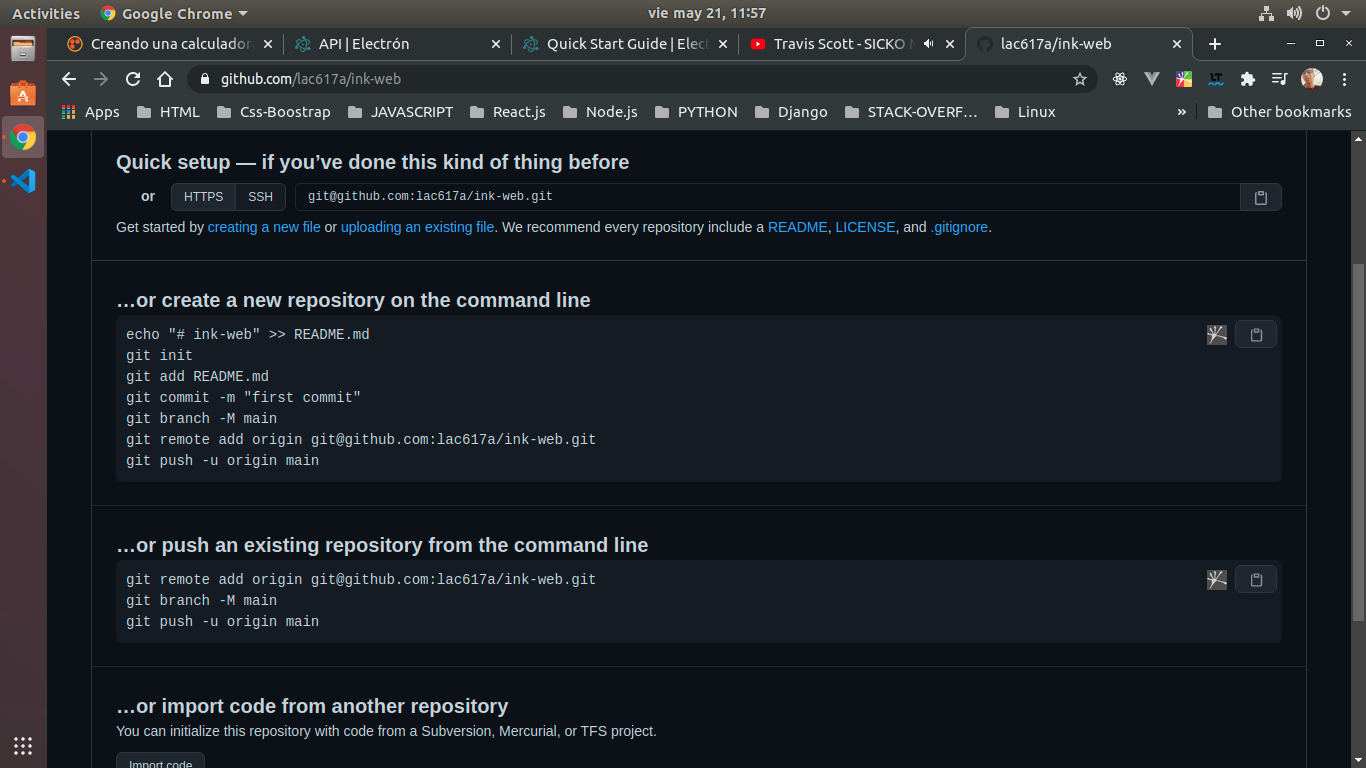 Activities
Google Chrome
vie may 21, 11:57
Creando una calculador
API | Electrón
Quick Start Guide | Elect
Travis Scott - SICKO
lac617a/ink-web
github.com/lac617a/ink-web
Apps
HTML
Css-Boostrap
JAVASCRIPT
React.js
Node.js
PYTHON
Django
STACK-OVERF…
Linux
»
Other bookmarks
Quick setup — if you’ve done this kind of thing before
or
HTTPS
SSH
git@github.com:lac617a/ink-web.git
Get started by creating a new file or uploading an existing file. We recommend every repository include a README, LICENSE, and .gitignore.
…or create a new repository on the command line
echo "# ink-web" >> README.md
git init
git add README.md
git commit -m "first commit"
git branch -M main
git remote add origin git@github.com:lac617a/ink-web.git
git push -u origin main
…or push an existing repository from the command line
git remote add origin git@github.com:lac617a/ink-web.git
git branch -M main
git push -u origin main
…or import code from another repository
You can initialize this repository with code from a Subversion, Mercurial, or TFS project.
Import code